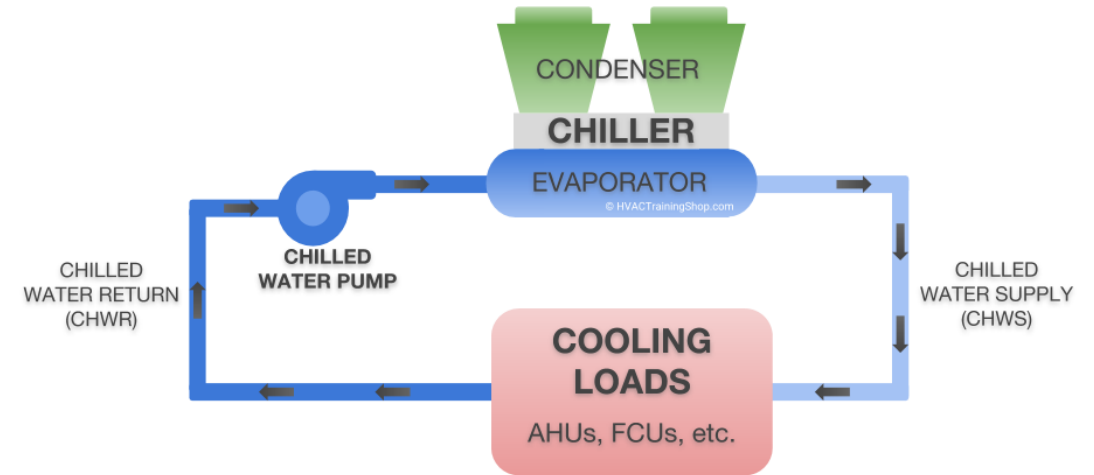 CONDENSER
CHILLER
EVAPORATOR
© HVACTrainingShop.com
CHILLED
WATER PUMP
CHILLED
WATER RETURN
(CHWR)
CHILLED
WATER SUPPLY
(CHWS)
COOLING
LOADS
AHUs, FCUs, etc.